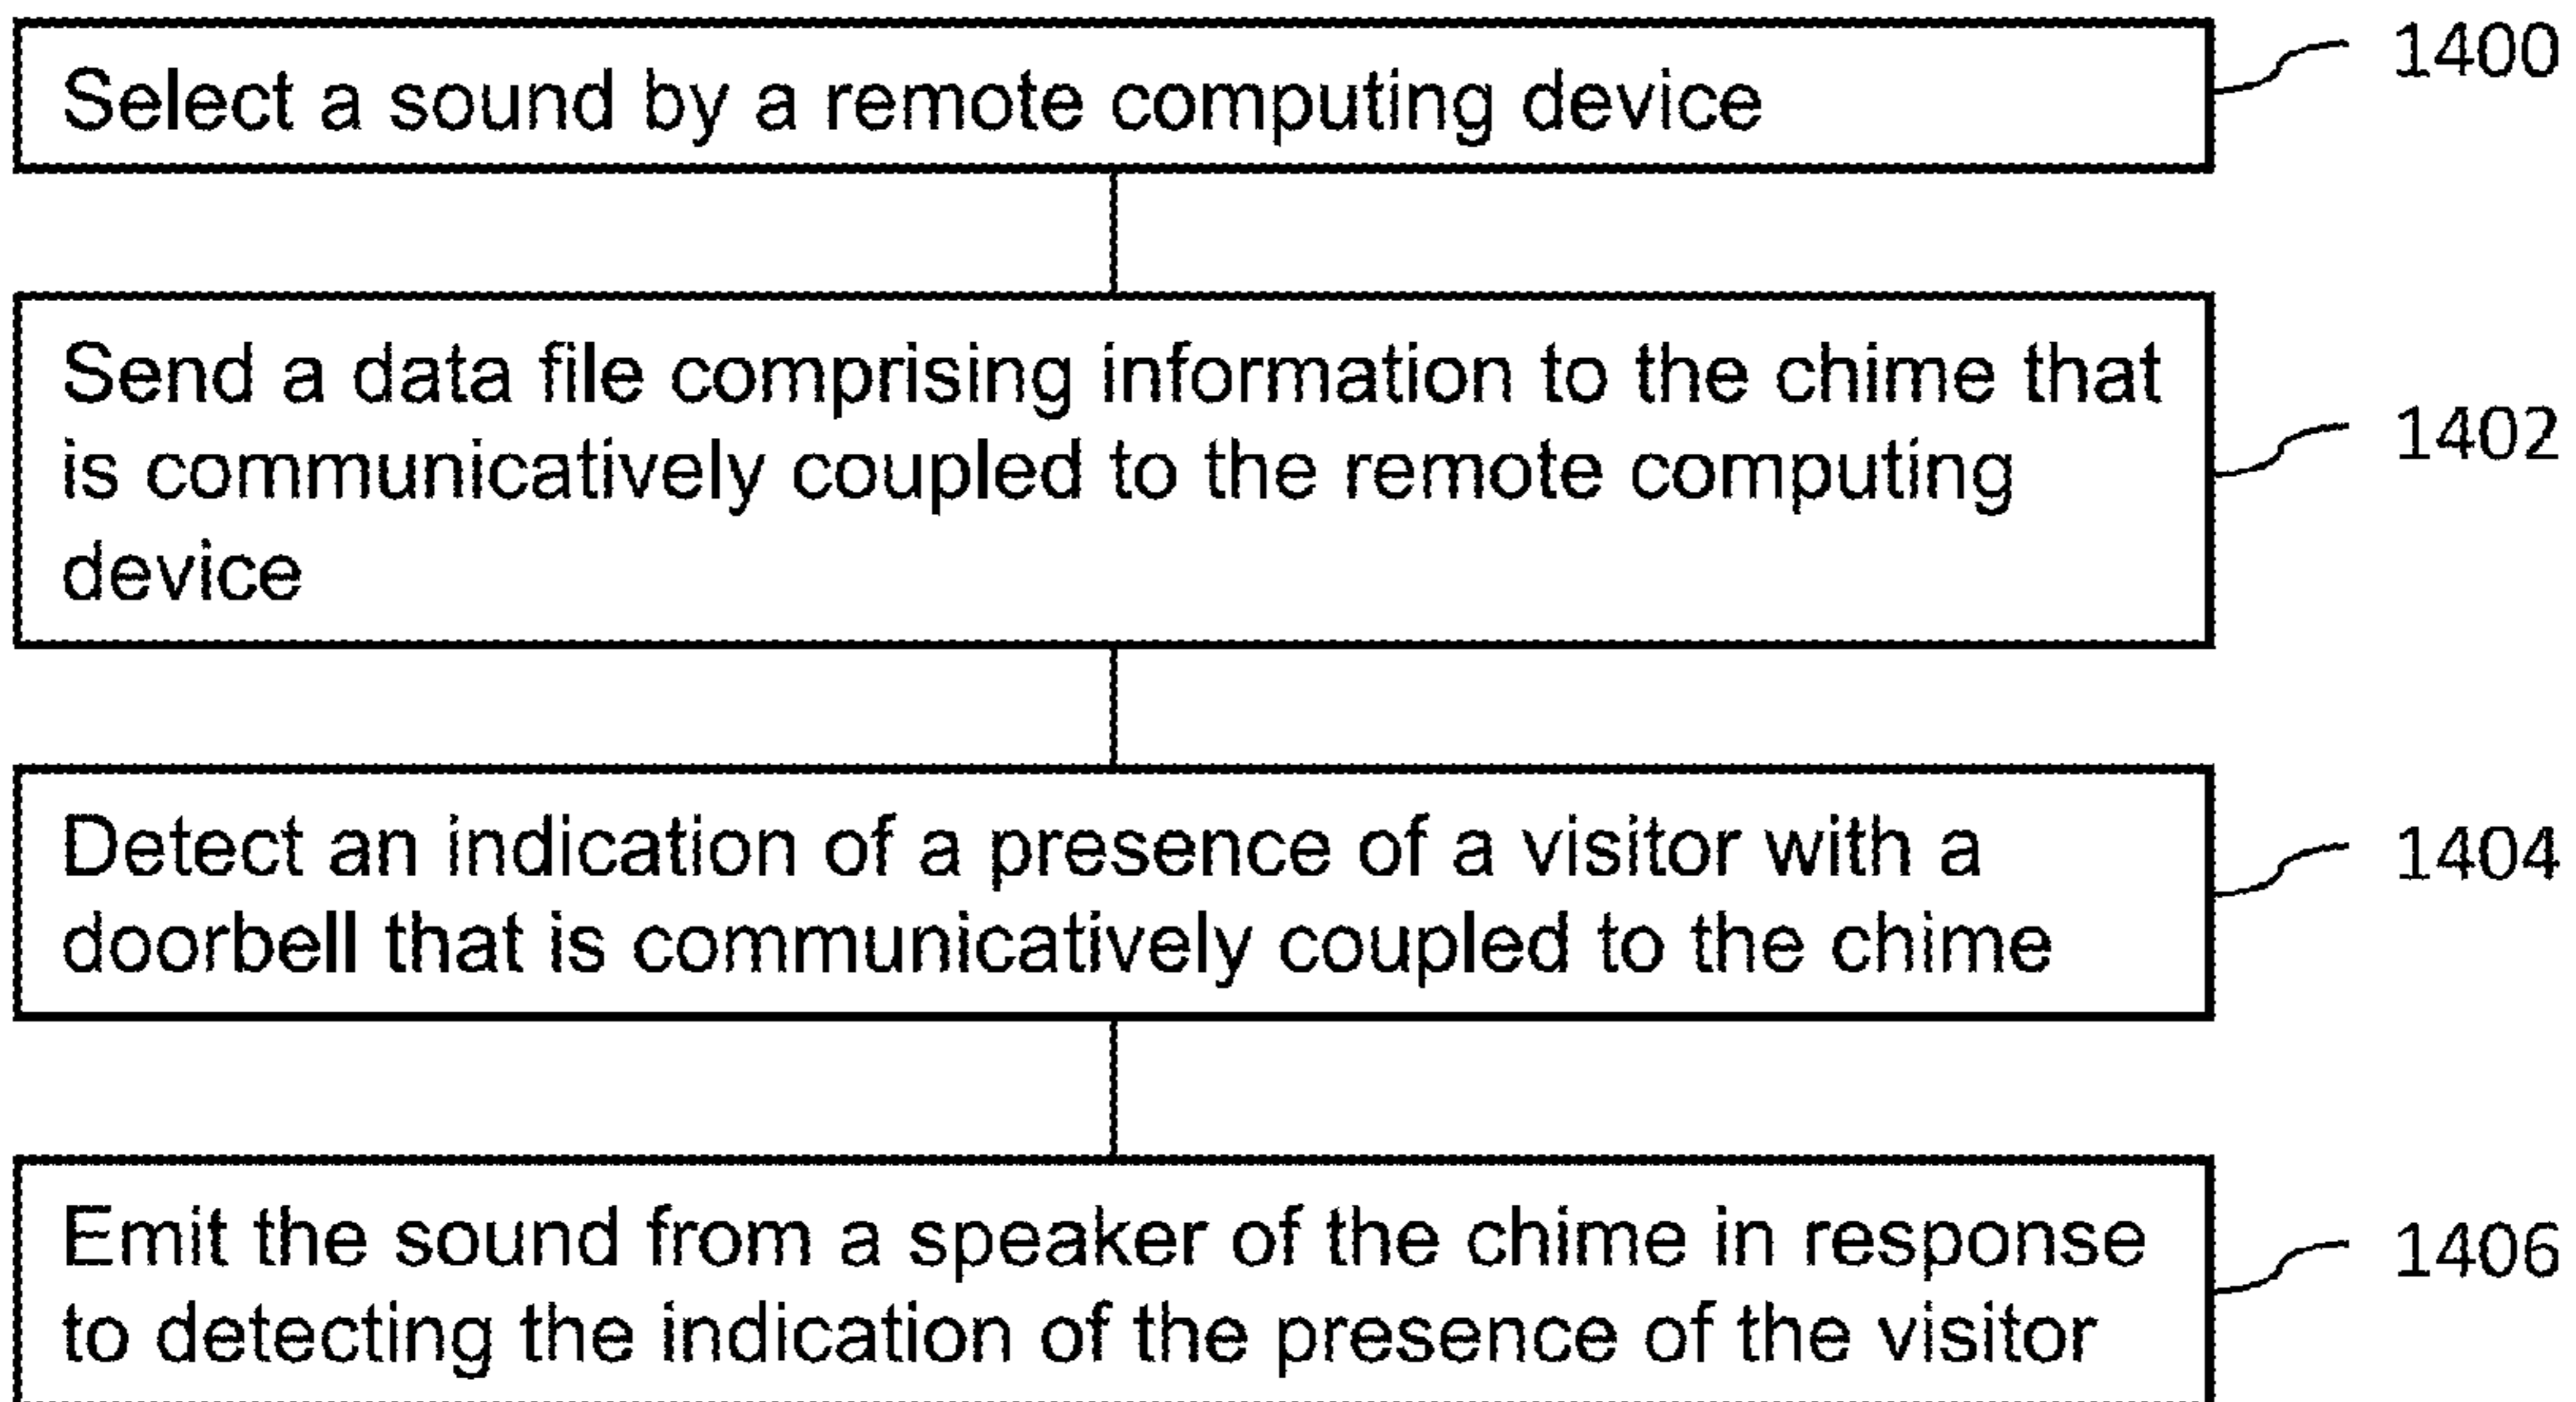 Select a sound by a remote computing device
1400
Send a data file comprising information to the chime that
is communicatively coupled to the remote computing
device
1402
Detect an indication of a presence of a visitor with a
doorbell that is communicatively coupled to the chime
1404
Emit the sound from a speaker of the chime in response
to detecting the indication of the presence of the visitor
1406